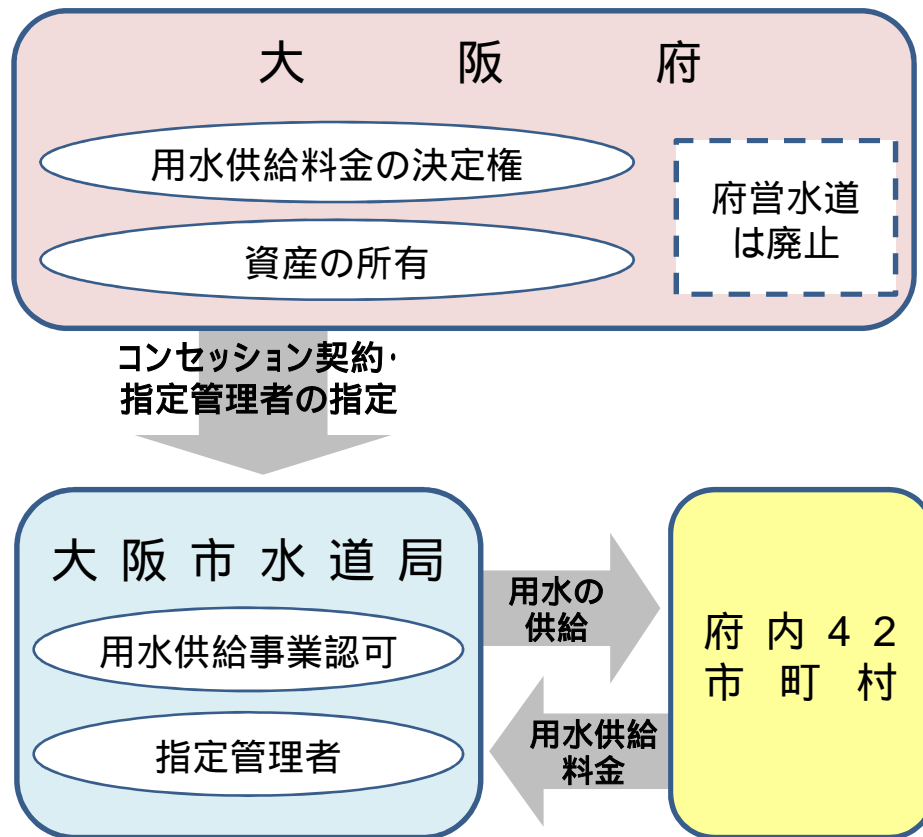 大阪府
用水供給料金の決定権
資産の所有
府営水道
は廃止
コンセッション契約・
指定管理者の指定
大阪市水道局
用水供給事業認可
指定管理者
用水の
供給
用水供給
料金
府内４２
市町村